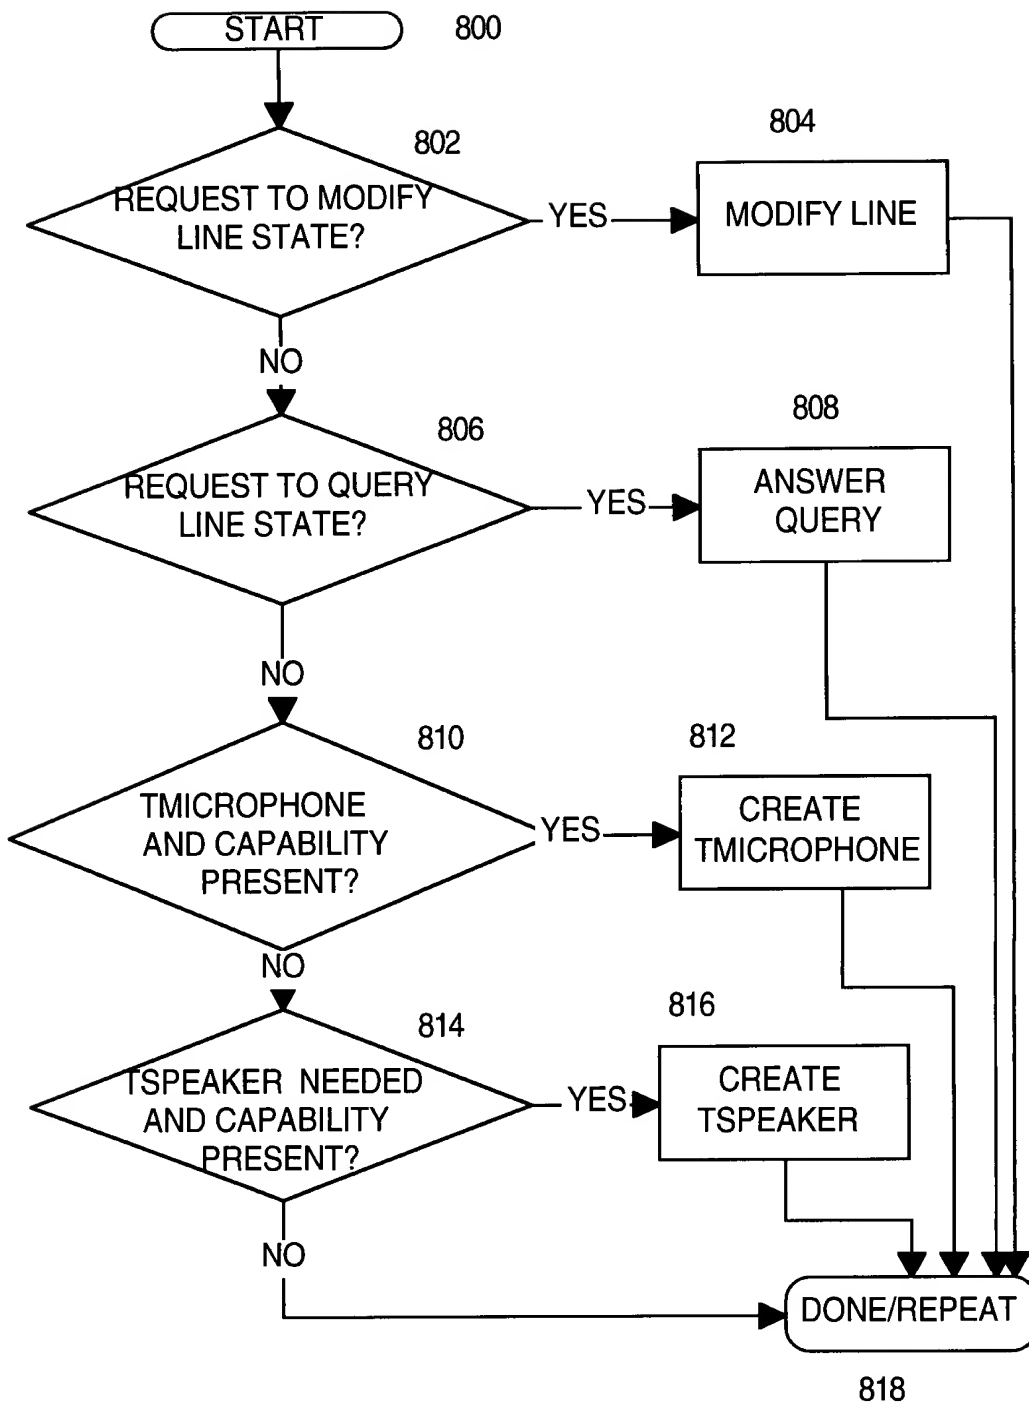 START
800
802
804
REQUEST TO MODIFY
LINE STATE?
YES
MODIFY LINE
NO
806
808
REQUEST TO QUERY
LINE STATE?
YES
ANSWER
QUERY
NO
810
812
TMICROPHONE
AND CAPABILITY
PRESENT?
YES
CREATE
TMICROPHONE
NO
814
816
TSPEAKER NEEDED
AND CAPABILITY
PRESENT?
YES
CREATE
TSPEAKER
NO
DONE/REPEAT
818